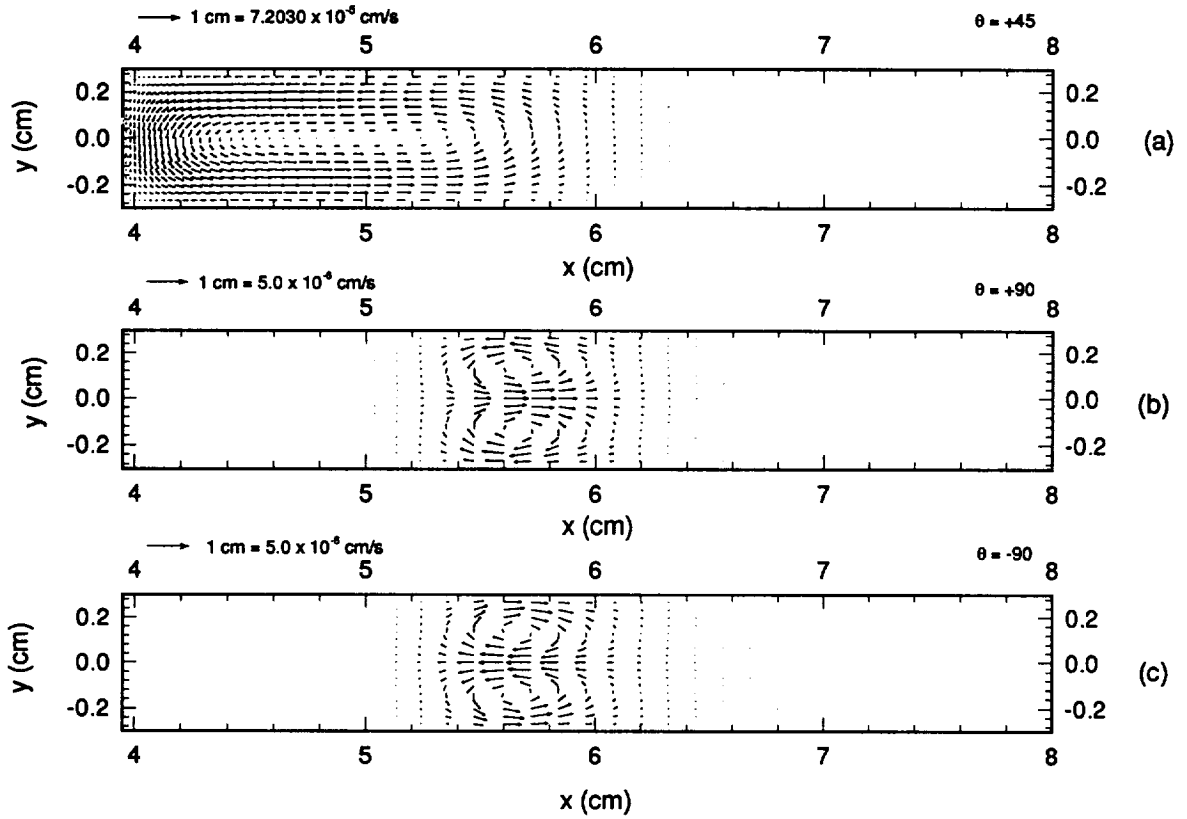 1 cm = 7.2030 x 10⁻⁵ cm/s
θ = +45
4 5 6 7 8
0.2 0.2
y (cm) 0.0 0.0 (a)
-0.2 -0.2
4 5 6 7 8
x (cm)
1 cm = 5.0 x 10⁻⁶ cm/s
θ = +90
4 5 6 7 8
0.2 0.2
y (cm) 0.0 0.0 (b)
-0.2 -0.2
4 5 6 7 8
x (cm)
1 cm = 5.0 x 10⁻⁶ cm/s
θ = -90
4 5 6 7 8
0.2 0.2
y (cm) 0.0 0.0 (c)
-0.2 -0.2
4 5 6 7 8
x (cm)